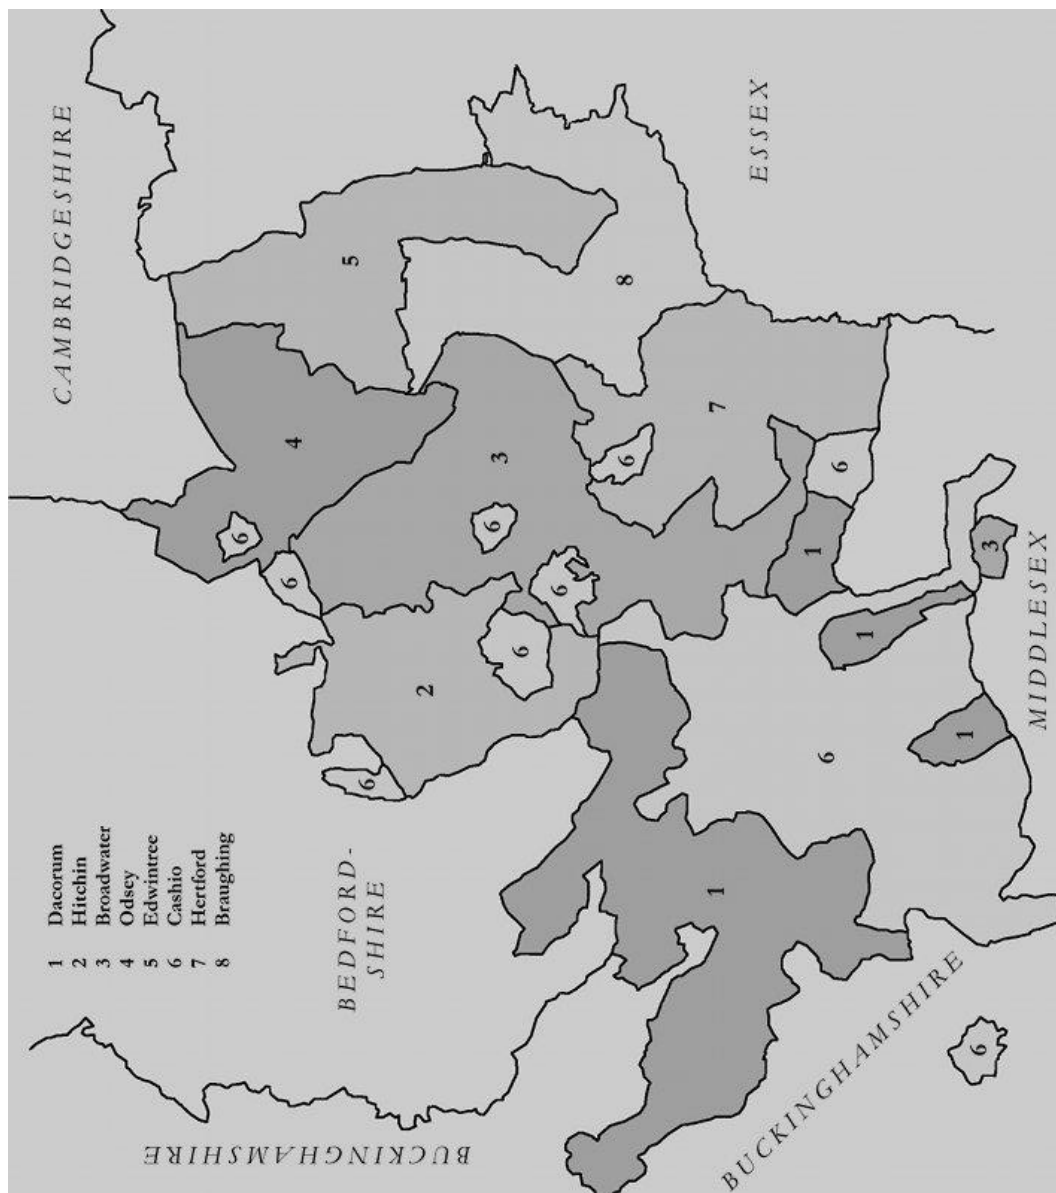 CAMBRIDGESHIRE
ESSEX
MIDDLESEX
BEDFORD-
SHIRE
BUCKINGHAMSHIRE
BUCKINGHAMSHIRE
1 Dacorum
2 Hitchin
3 Broadwater
4 Odsey
5 Edwintree
6 Cashio
7 Hertford
8 Braughing
5
8
4
3
7
6
6
6
6
6
6
1
3
2
6
6
1
6
1
1
6